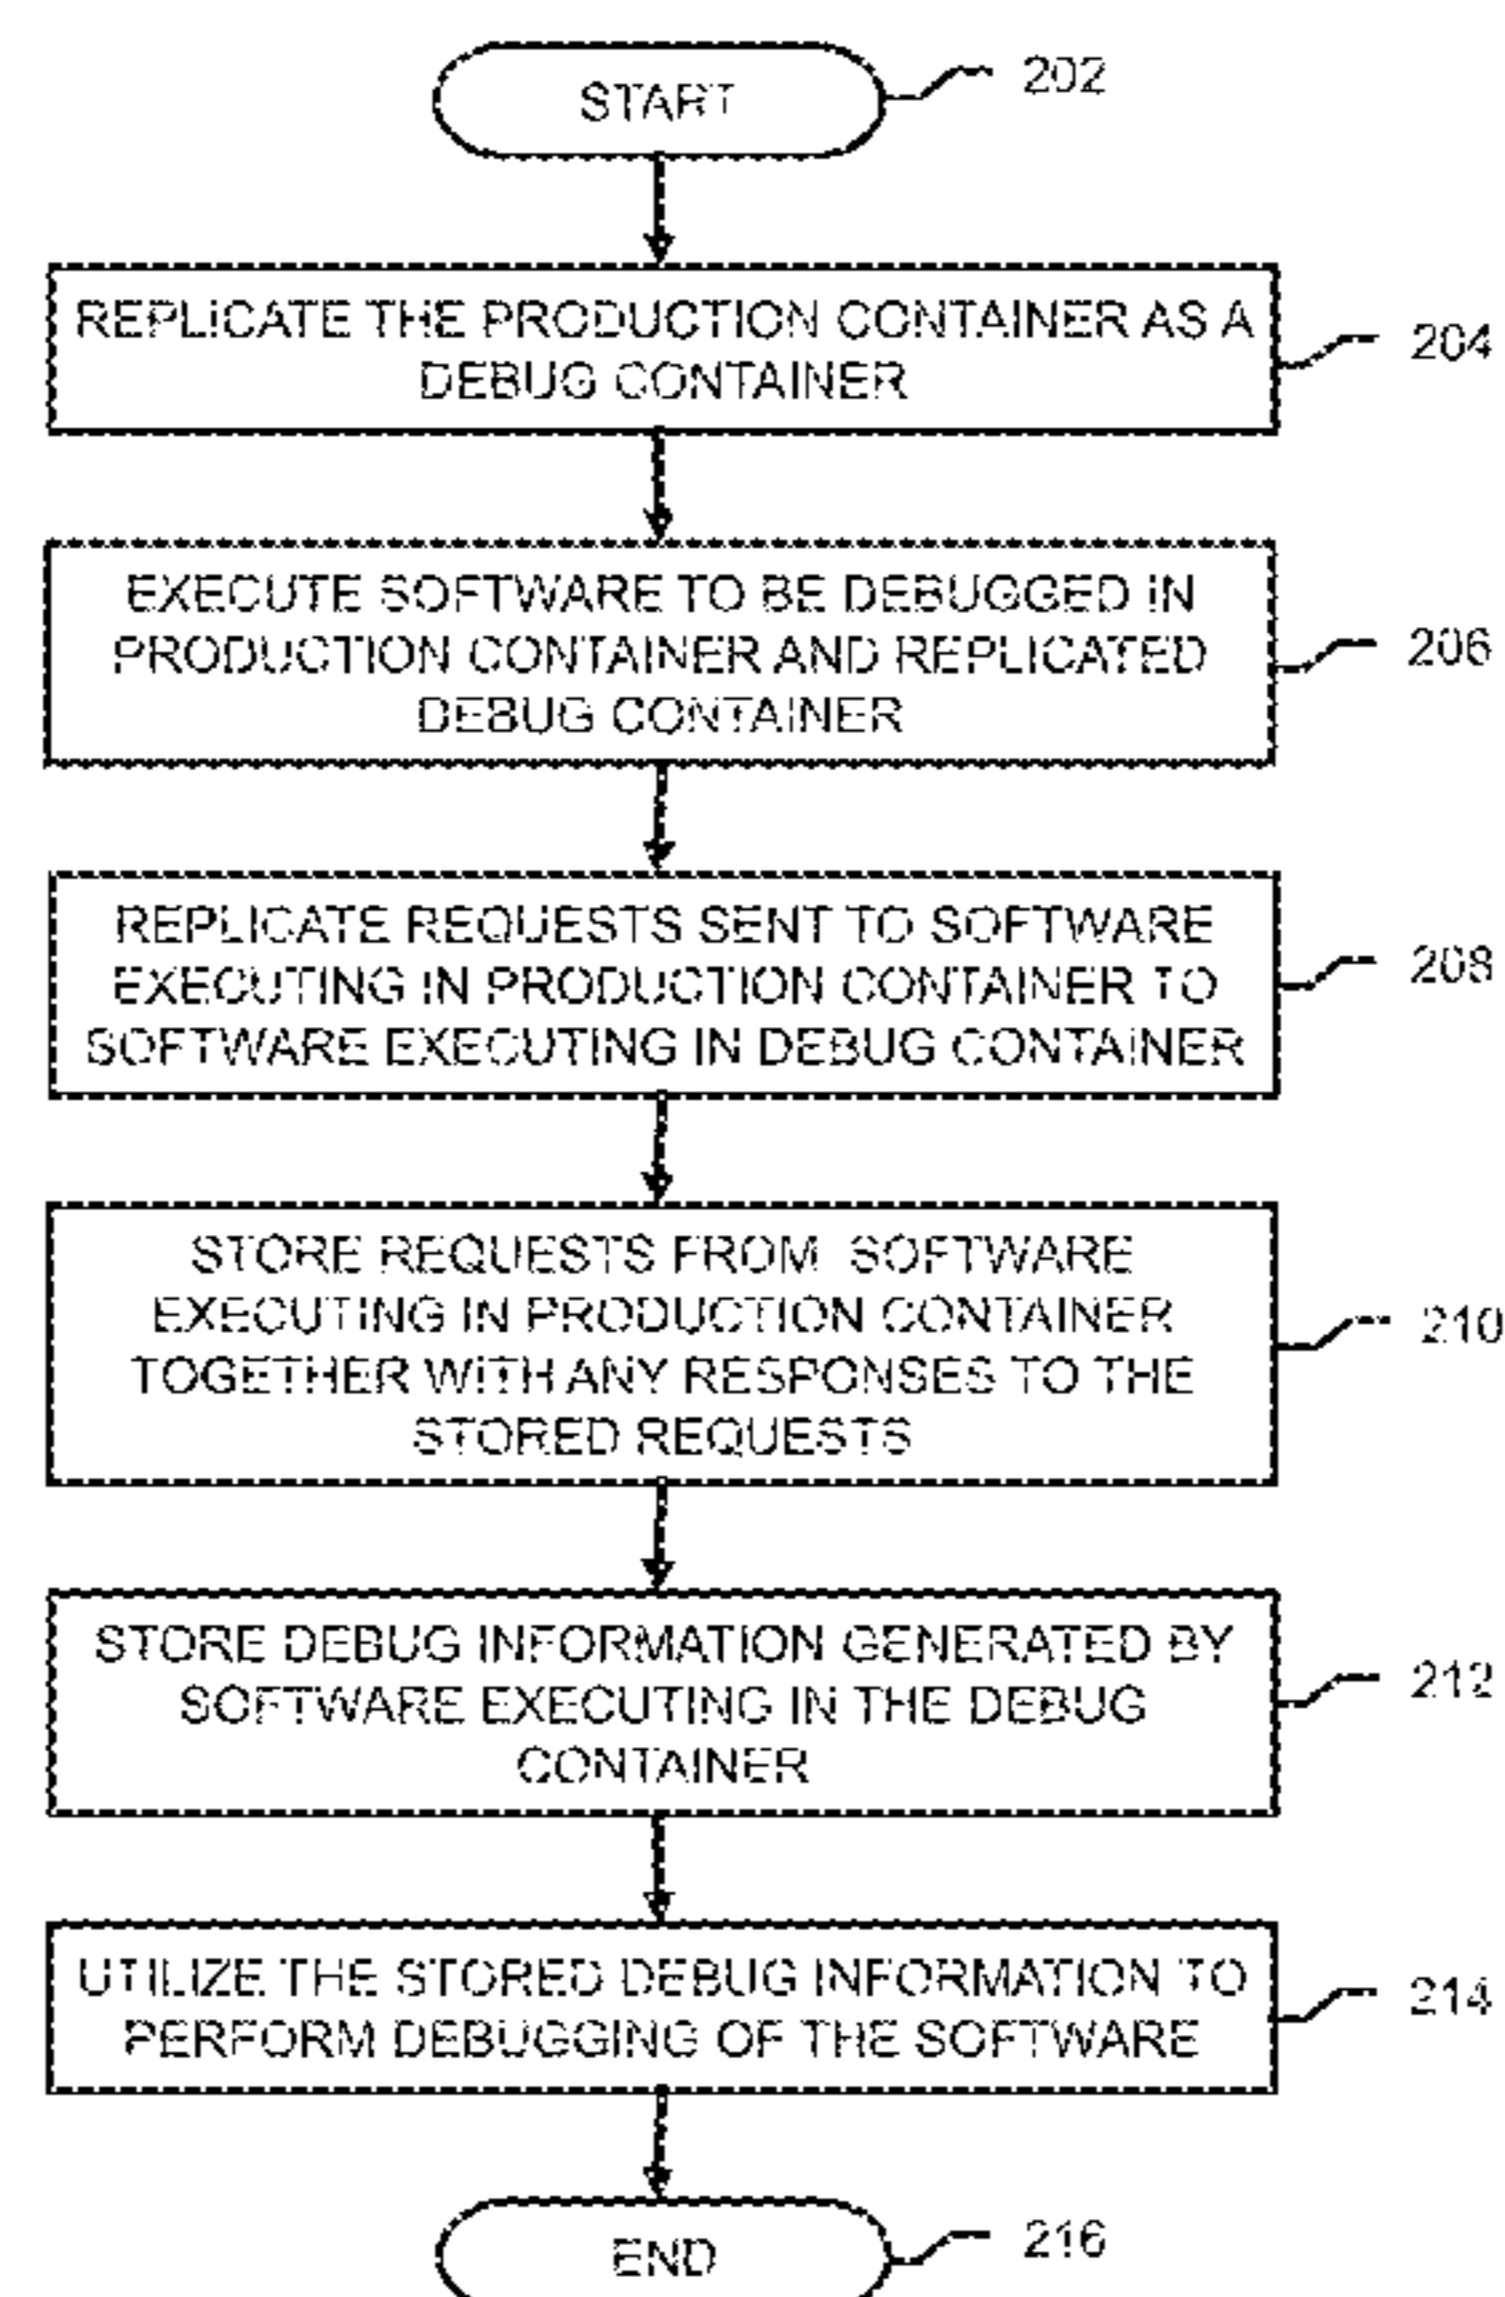 START
202
REPLICATE THE PRODUCTION CONTAINER AS A
DEBUG CONTAINER
204
EXECUTE SOFTWARE TO BE DEBUGGED IN
PRODUCTION CONTAINER AND REPLICATED
DEBUG CONTAINER
206
REPLICATE REQUESTS SENT TO SOFTWARE
EXECUTING IN PRODUCTION CONTAINER TO
SOFTWARE EXECUTING IN DEBUG CONTAINER
208
STORE REQUESTS FROM SOFTWARE
EXECUTING IN PRODUCTION CONTAINER
TOGETHER WITH ANY RESPONSES TO THE
STORED REQUESTS
210
STORE DEBUG INFORMATION GENERATED BY
SOFTWARE EXECUTING IN THE DEBUG
CONTAINER
212
UTILIZE THE STORED DEBUG INFORMATION TO
PERFORM DEBUGGING OF THE SOFTWARE
214
END
216